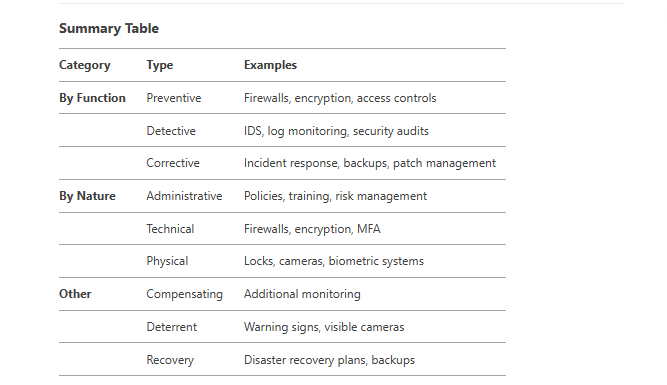 Summary Table
Category Type Examples
By Function Preventive Firewalls, encryption, access controls
Detective IDS, log monitoring, security audits
Corrective Incident response, backups, patch management
By Nature Administrative Policies, training, risk management
Technical Firewalls, encryption, MFA
Physical Locks, cameras, biometric systems
Other Compensating Additional monitoring
Deterrent Warning signs, visible cameras
Recovery Disaster recovery plans, backups